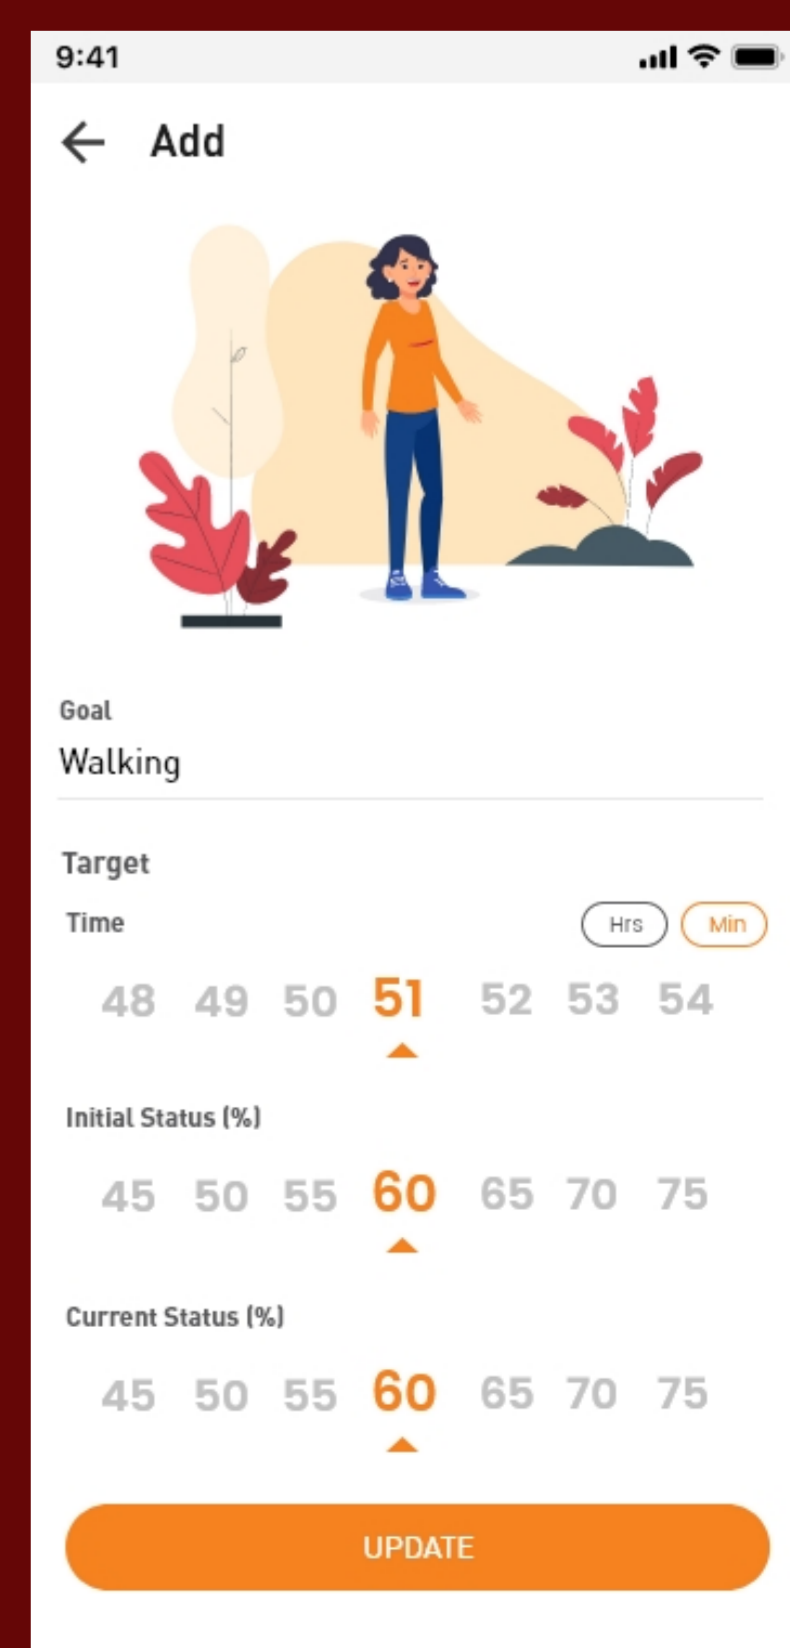 9:41
Add
Goal
Walking
Target
Time Hrs Min
48 49 50 51 52 53 54
Initial Status (%)
45 50 55 60 65 70 75
Current Status (%)
45 50 55 60 65 70 75
UPDATE